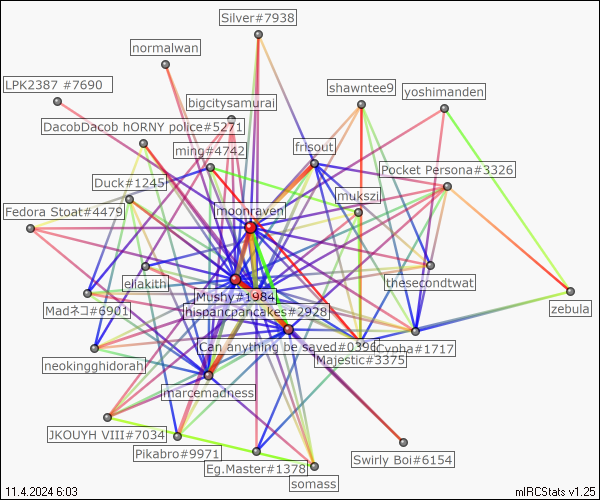 Silver#7938
normalwan
LPK2387 #7690
shawntee9
yoshimanden
bigcitysamurai
DacobDacob hORNY police#5271
ming#4742
frisout
Pocket Persona#3326
Duck#1245
mukszi
Fedora Stoat#4479
moonraven
eliakith
thesecondtwat
Mushy#1984
Madネコ#6901
hispancpancakes#2928
zebula
Can anything be saved#0396
Cynba#1717
Majestic#3375
neokingghidorah
marcemadness
JKOUYH VIII#7034
Pikabro#9971
Eg.Master#1378
Swirly Boi#6154
somass
11.4.2024 6:03
mIRCStats v1.25